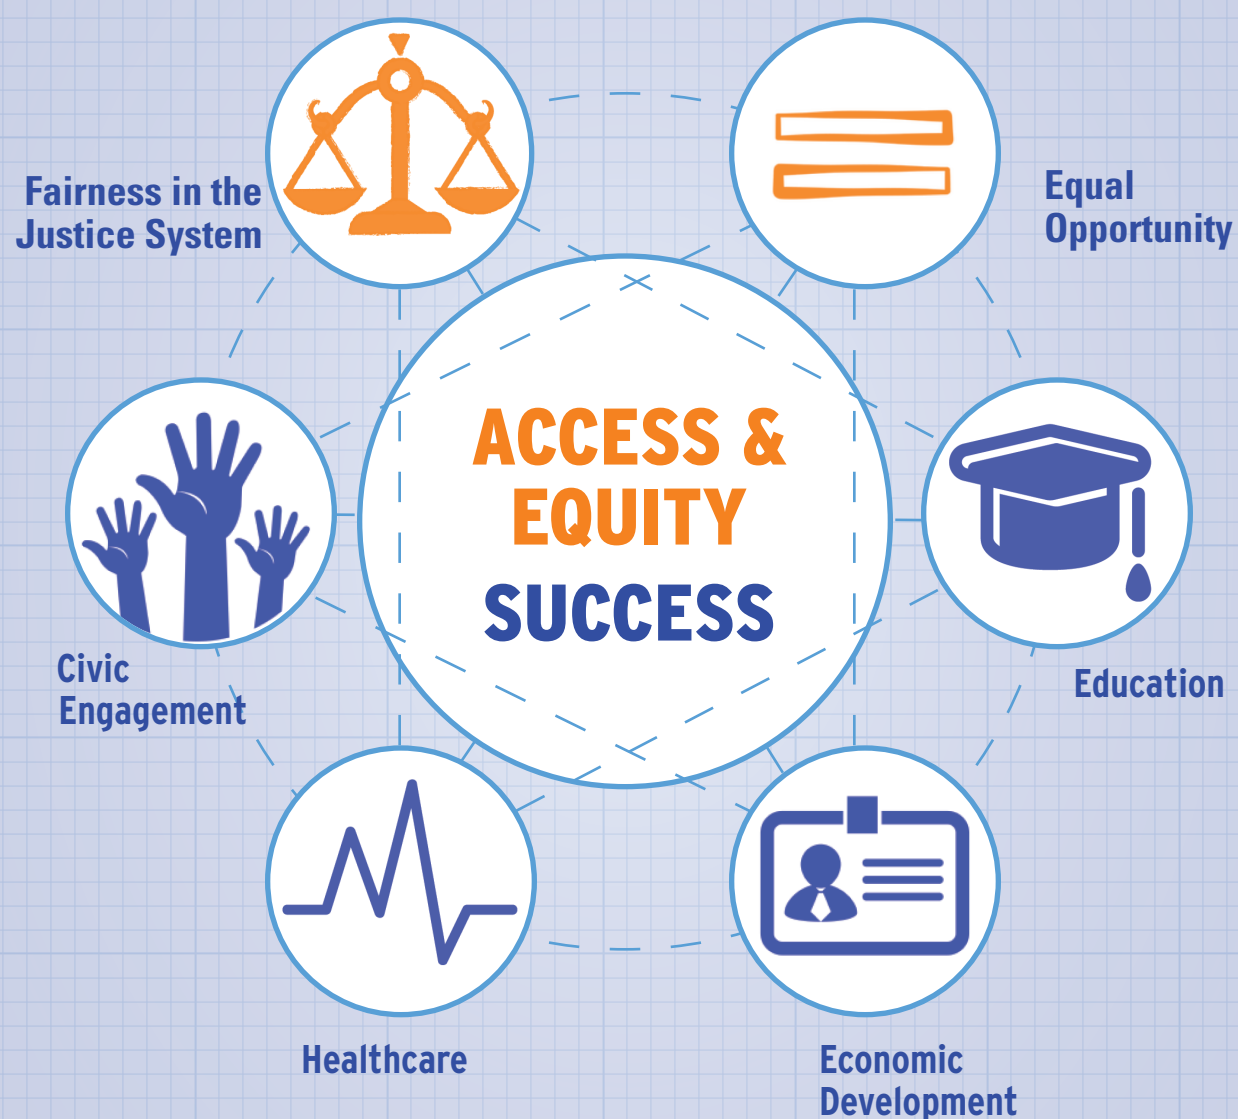 Fairness in the
Justice System
Equal
Opportunity
ACCESS &
EQUITY
SUCCESS
Civic
Engagement
Education
Healthcare
Economic
Development